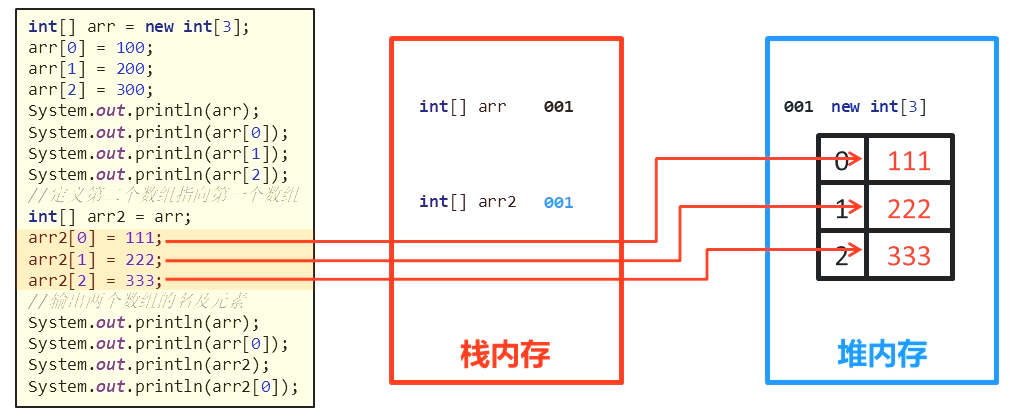 int[] arr = new int[3];
arr[0] = 100;
arr[1] = 200;
arr[2] = 300;
System.out.println(arr);
System.out.println(arr[0]);
System.out.println(arr[1]);
System.out.println(arr[2]);
//定义第二个数组指向第一个数组
int[] arr2 = arr;
arr2[0] = 111;
arr2[1] = 222;
arr2[2] = 333;
//输出两个数组的名及元素
System.out.println(arr);
System.out.println(arr[0]);
System.out.println(arr2);
System.out.println(arr2[0]);
int[] arr 001
int[] arr2 001
栈内存
001 new int[3]
0 111
1 222
2 333
堆内存